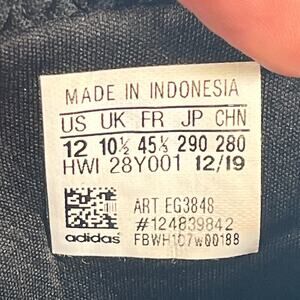 MADE IN INDONESIA
US UK FR JP CHN
12 10½ 45⅓ 290 280
HWI 28Y001 12/19
ART EG3848
#124839842
adidas FBWH107w00188